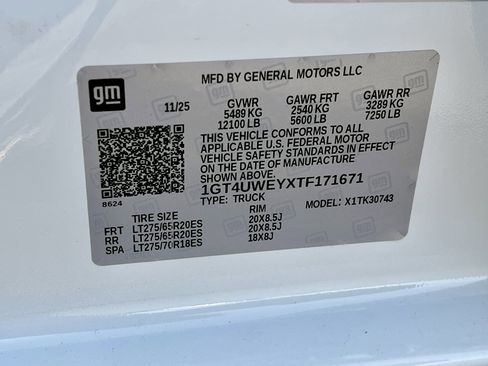 MFD BY GENERAL MOTORS LLC
gm
11/25 GVWR GAWR FRT GAWR RR
5489 KG 2540 KG 3289 KG
12100 LB 5600 LB 7250 LB
THIS VEHICLE CONFORMS TO ALL
APPLICABLE U.S. FEDERAL MOTOR
VEHICLE SAFETY STANDARDS IN EFFECT
ON THE DATE OF MANUFACTURE
SHOWN ABOVE.
1GT4UWEYXTF171671
8624 TYPE: TRUCK MODEL: X1TK30743
TIRE SIZE RIM
FRT LT275/65R20ES 20X8.5J
RR LT275/65R20ES 20X8.5J
SPA LT275/70R18ES 18X8J